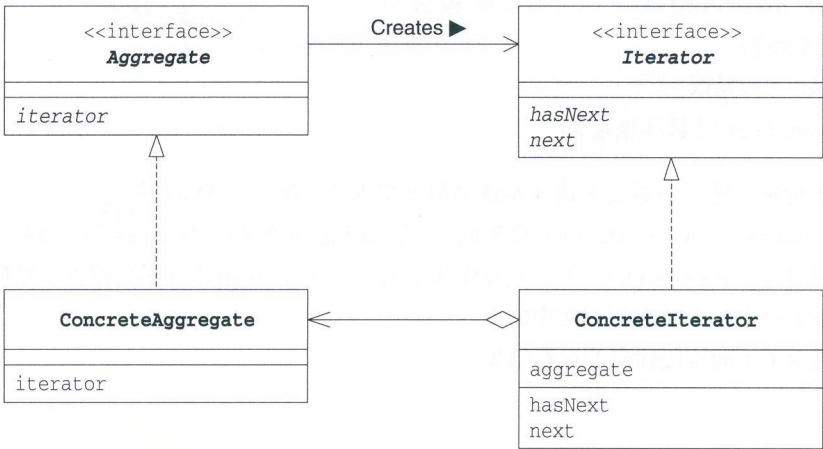 <<interface>>
Aggregate
iterator
Creates ▶
<<interface>>
Iterator
hasNext
next
ConcreteAggregate
iterator
ConcreteIterator
aggregate
hasNext
next